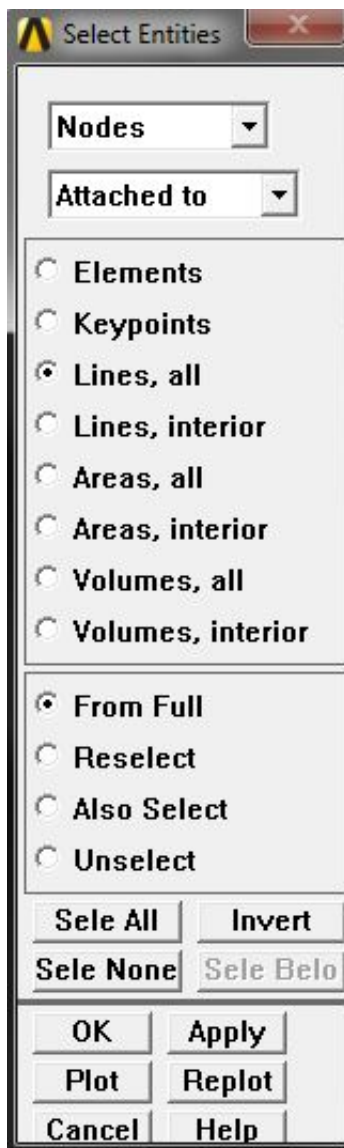 Select Entities
Nodes
Attached to
Elements
Keypoints
Lines, all
Lines, interior
Areas, all
Areas, interior
Volumes, all
Volumes, interior
From Full
Reselect
Also Select
Unselect
Sele All Invert
Sele None Sele Belo
OK Apply
Plot Replot
Cancel Help